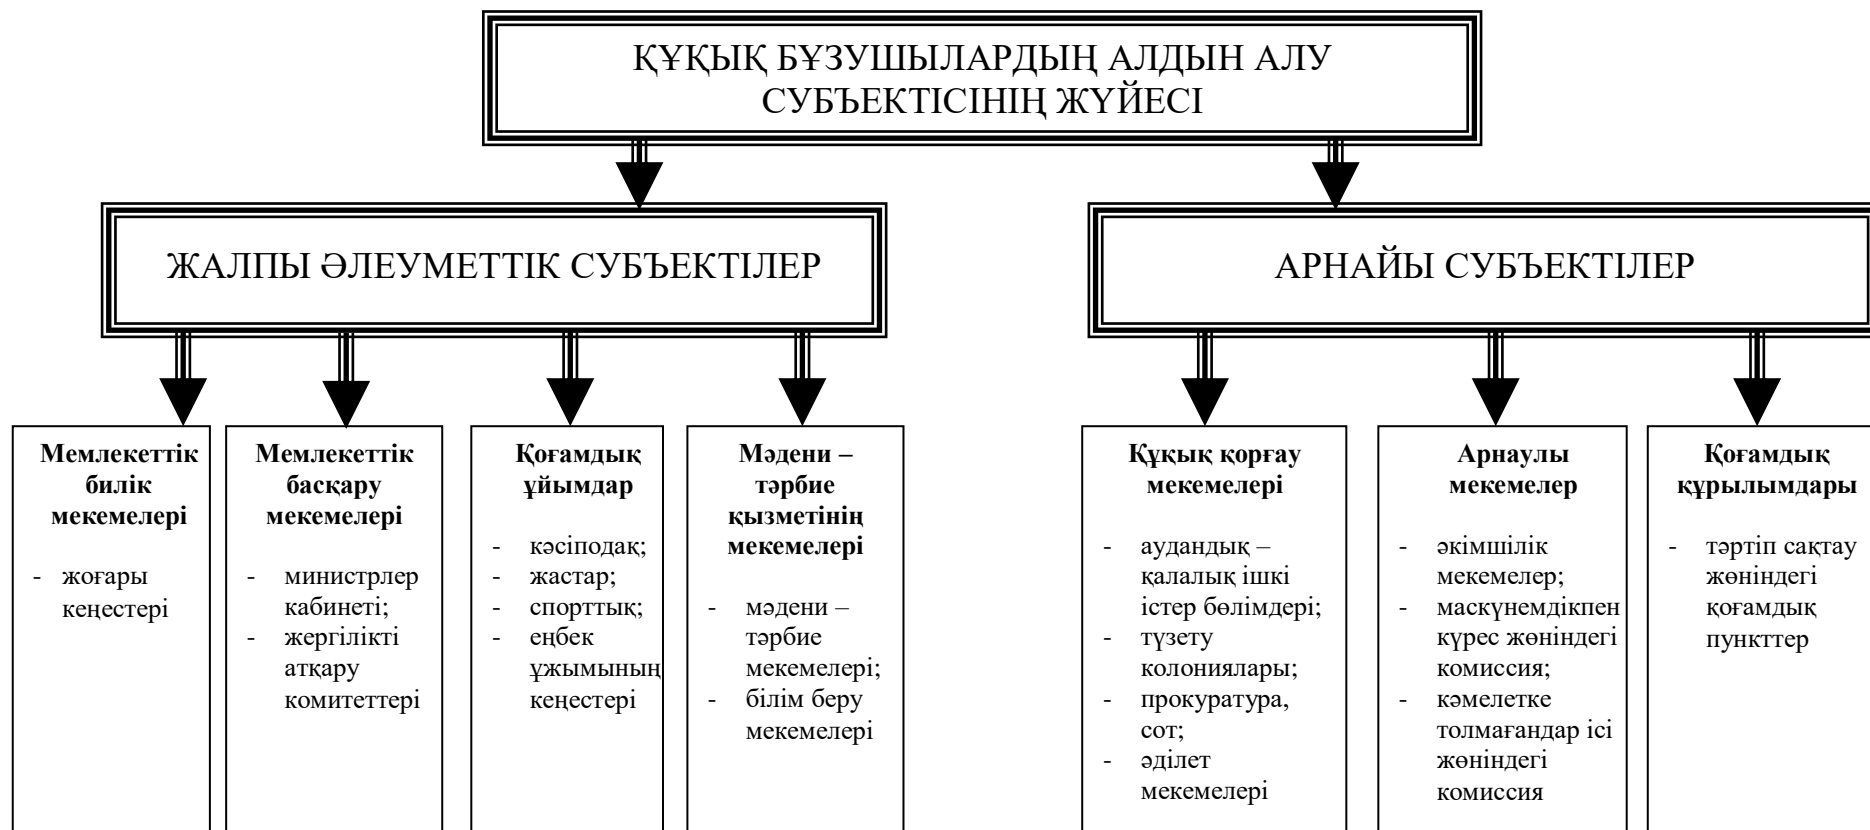 ҚҰҚЫҚ БҰЗУШЫЛАРДЫҢ АЛДЫН АЛУ
СУБЪЕКТІСІНІҢ ЖҮЙЕСІ
ЖАЛПЫ ӘЛЕУМЕТТІК СУБЪЕКТІЛЕР
АРНАЙЫ СУБЪЕКТІЛЕР
Мемлекеттік
билік
мекемелері
- жоғары
кеңестері
Мемлекеттік
басқару
мекемелері
- министрлер
кабинеті;
- жергілікті
атқару
комитеттері
Қоғамдық
ұйымдар
- кәсіподақ;
- жастар;
- спорттық;
- еңбек
ұжымының
кеңестері
Мәдени –
тәрбие
қызметінің
мекемелері
- мәдени –
тәрбие
мекемелері;
- білім беру
мекемелері
Құқық қорғау
мекемелері
- аудандық –
қалалық ішкі
істер бөлімдері;
- түзету
колониялары;
- прокуратура,
сот;
- әділет
мекемелері
Арнаулы
мекемелер
- әкімшілік
мекемелер;
- маскүнемдікпен
күрес жөніндегі
комиссия;
- кәмелетке
толмағандар ісі
жөніндегі
комиссия
Қоғамдық
құрылымдары
- тәртіп сақтау
жөніндегі
қоғамдық
пункттер